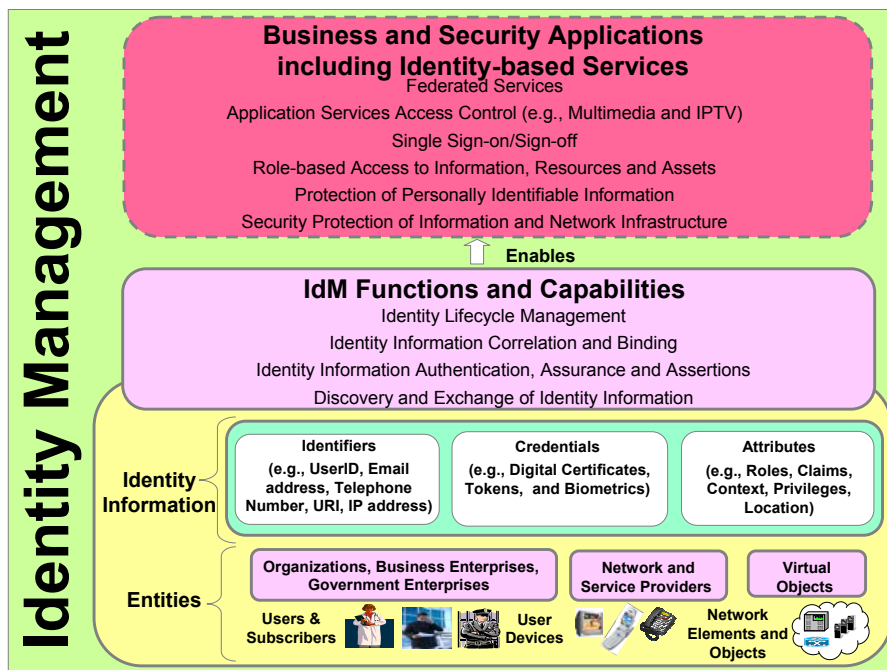 Identity Management
Business and Security Applications
including Identity-based Services
Federated Services
Application Services Access Control (e.g., Multimedia and IPTV)
Single Sign-on/Sign-off
Role-based Access to Information, Resources and Assets
Protection of Personally Identifiable Information
Security Protection of Information and Network Infrastructure
Enables
IdM Functions and Capabilities
Identity Lifecycle Management
Identity Information Correlation and Binding
Identity Information Authentication, Assurance and Assertions
Discovery and Exchange of Identity Information
Identity
Information
Identifiers
(e.g., UserID, Email
address, Telephone
Number, URI, IP address)
Credentials
(e.g., Digital Certificates,
Tokens, and Biometrics)
Attributes
(e.g., Roles, Claims,
Context, Privileges,
Location)
Entities
Organizations, Business Enterprises,
Government Enterprises
Network and
Service Providers
Virtual
Objects
Users &
Subscribers
User
Devices
Network
Elements and
Objects